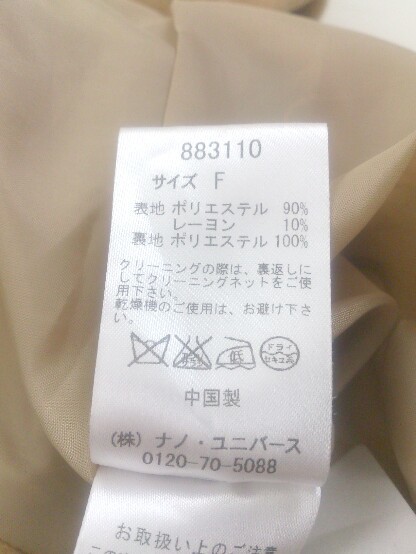 883110
サイズ F
表地 ポリエステル 90%
レーヨン 10%
裏地 ポリエステル 100%
クリーニングの際は、裏返しに
してクリーニングネットをご使
用下さい。
乾燥機のご使用は、お避け下さ
い。
低
ドライ
セキユ系
中国製
(株) ナノ・ユニバース
0120-70-5088
お取扱い上のご注意